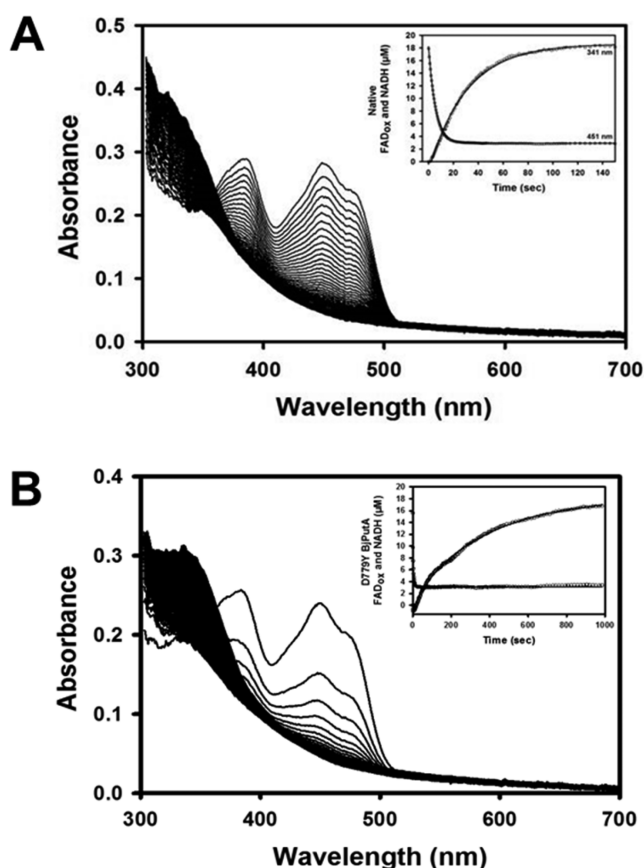 A
Absorbance
0.5
0.4
0.3
0.2
0.1
0.0
300 400 500 600 700
Wavelength (nm)
Native
FADox and NADH (µM)
20
18
16
14
12
10
8
6
4
2
0
341 nm
451 nm
0 20 40 60 80 100 120 140
Time (sec)
B
Absorbance
0.4
0.3
0.2
0.1
0.0
300 400 500 600 700
Wavelength (nm)
D779Y BjPutA
FADox and NADH (µM)
20
18
16
14
12
10
8
6
4
2
0
0 200 400 600 800 1000
Time (sec)